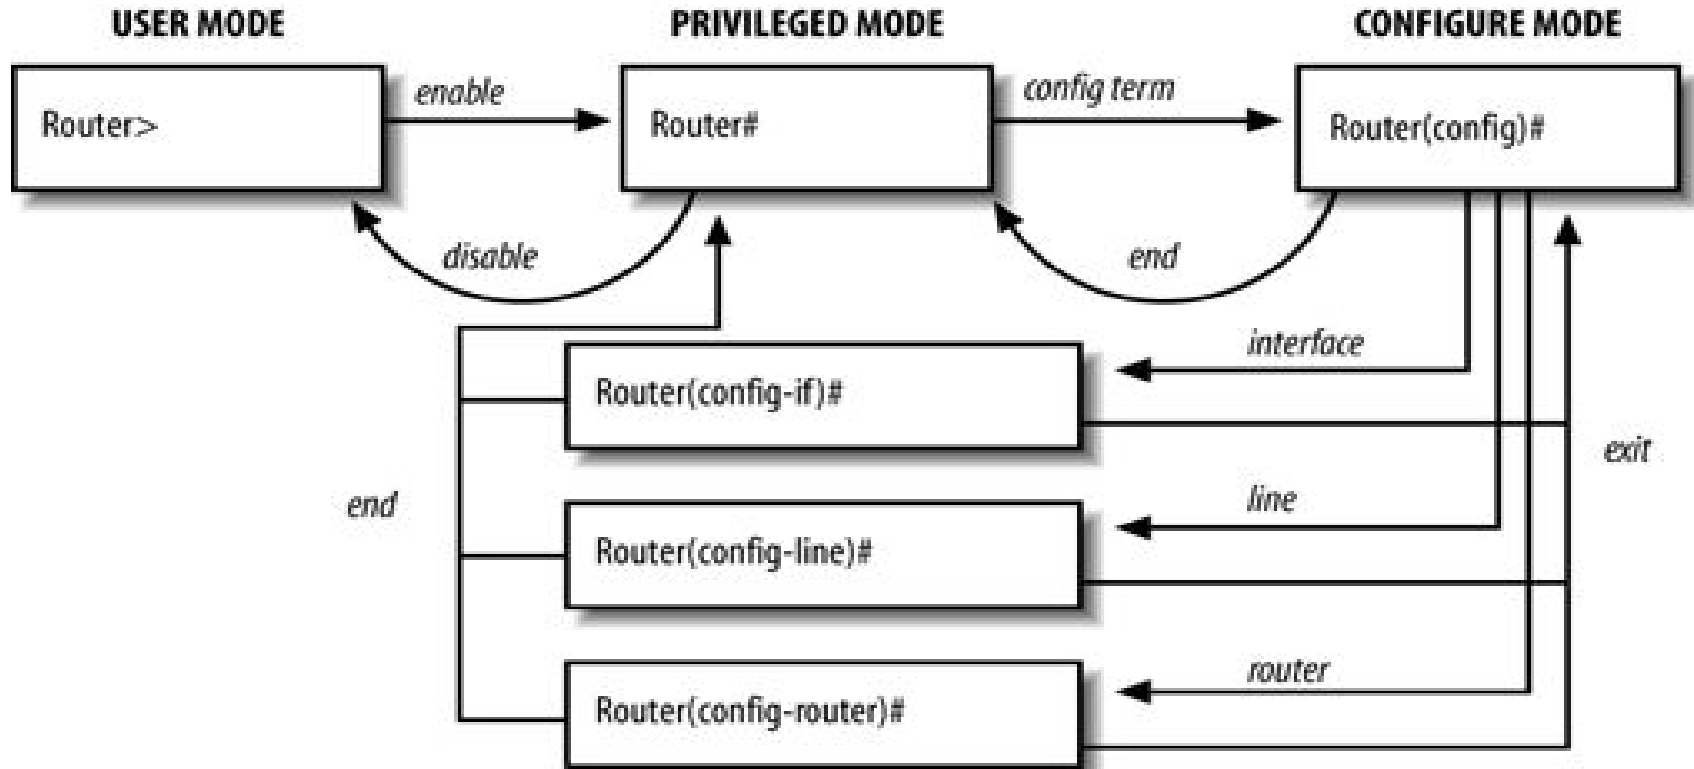 USER MODE
PRIVILEGED MODE
CONFIGURE MODE
Router>
enable
Router#
config term
Router(config)#
disable
end
interface
Router(config-if)#
exit
end
line
Router(config-line)#
router
Router(config-router)#